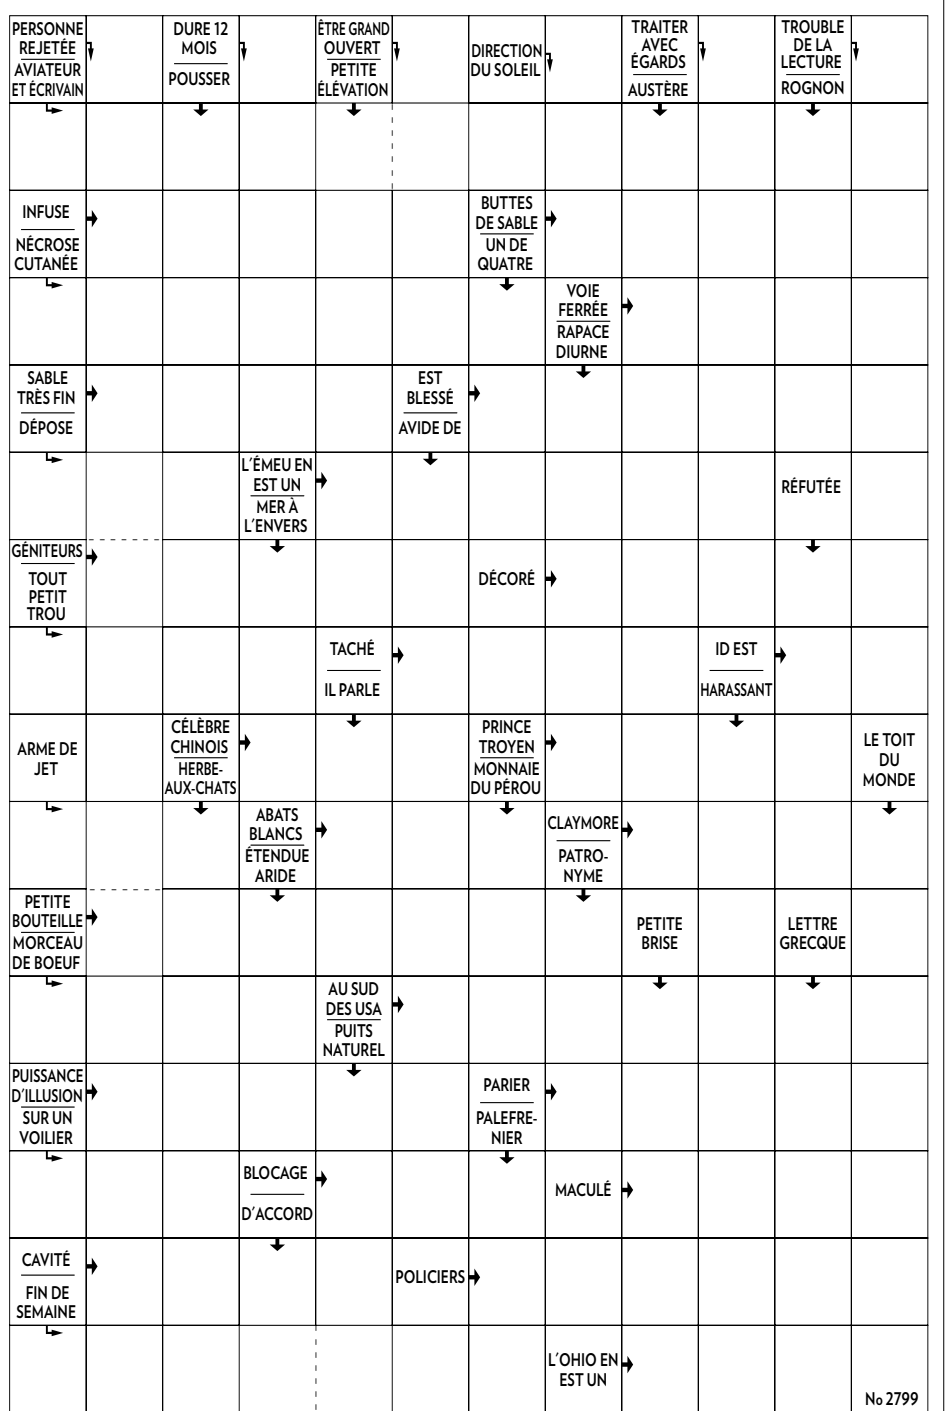 PERSONNE
REJETÉE
AVIATEUR
ET ÉCRIVAIN
DURE 12
MOIS
POUSSER
ÊTRE GRAND
OUVERT
PETITE
ÉLÉVATION
DIRECTION
DU SOLEIL
TRAITER
AVEC
ÉGARDS
AUSTÈRE
TROUBLE
DE LA
LECTURE
ROGNON
INFUSE
NÉCROSE
CUTANÉE
BUTTES
DE SABLE
UN DE
QUATRE
VOIE
FERRÉE
RAPACE
DIURNE
SABLE
TRÈS FIN
DÉPOSE
EST
BLESSÉ
AVIDE DE
L'ÉMEU EN
EST UN
MER À
L'ENVERS
RÉFUTÉE
GÉNITEURS
TOUT
PETIT
TROU
DÉCORÉ
TACHÉ
IL PARLE
ID EST
HARASSANT
ARME DE
JET
CÉLÈBRE
CHINOIS
HERBE-
AUX-CHATS
PRINCE
TROYEN
MONNAIE
DU PÉROU
LE TOIT
DU
MONDE
ABATS
BLANCS
ÉTENDUE
ARIDE
CLAYMORE
PATRO-
NYME
PETITE
BOUTEILLE
MORCEAU
DE BOEUF
PETITE
BRISE
LETTRE
GRECQUE
AU SUD
DES USA
PUITS
NATUREL
PUISSANCE
D'ILLUSION
SUR UN
VOILIER
PARIER
PALEFRE-
NIER
BLOCAGE
D'ACCORD
MACULÉ
CAVITÉ
FIN DE
SEMAINE
POLICIERS
L'OHIO EN
EST UN
No 2799